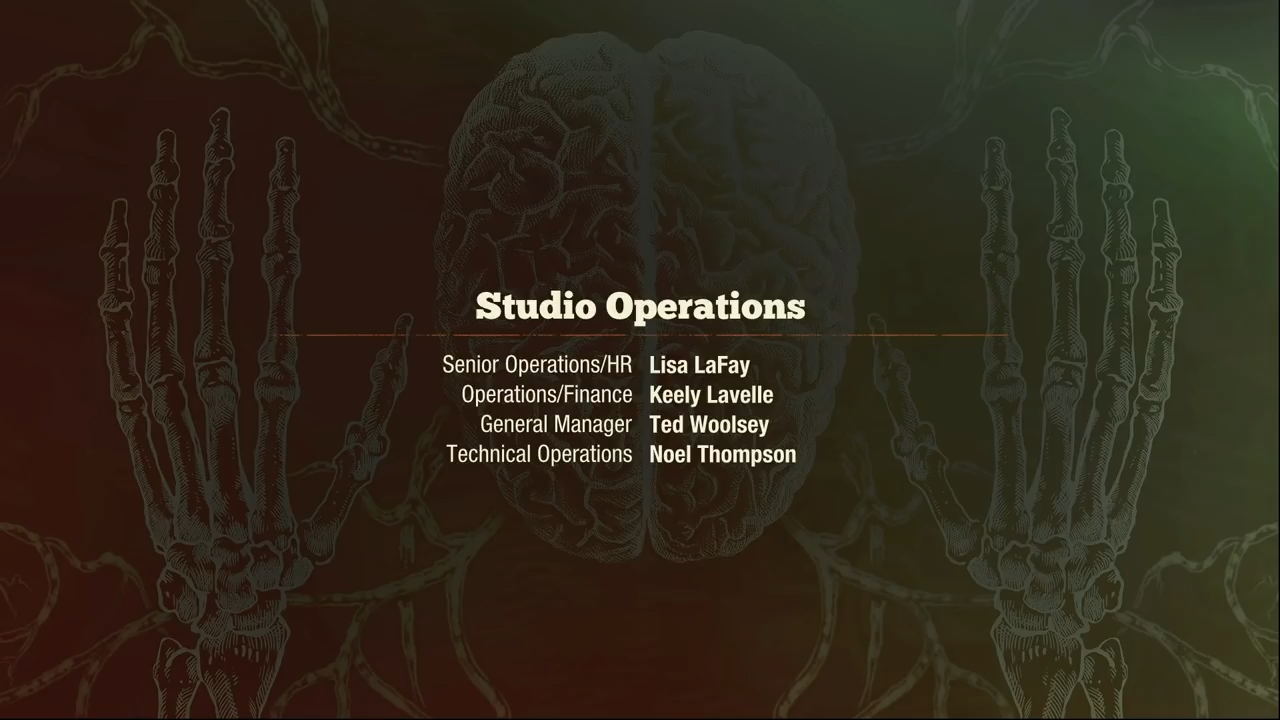 Studio Operations
Senior Operations/HR Lisa LaFay
Operations/Finance Keely Lavelle
General Manager Ted Woolsey
Technical Operations Noel Thompson